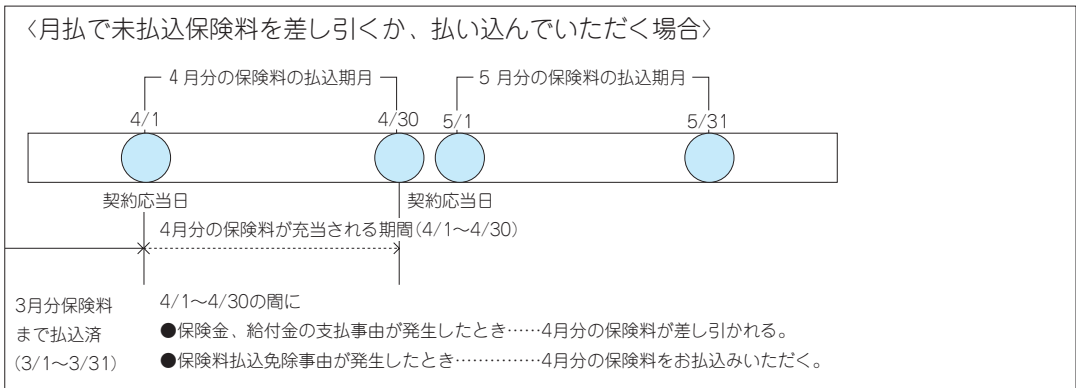 〈月払で未払込保険料を差し引くか、払い込んでいただく場合〉
4月分の保険料の払込期月
5月分の保険料の払込期月
4/1
4/30
5/1
5/31
契約応当日
契約応当日
4月分の保険料が充当される期間(4/1〜4/30)
3月分保険料
まで払込済
(3/1〜3/31)
4/1〜4/30の間に
●保険金、給付金の支払事由が発生したとき……4月分の保険料が差し引かれる。
●保険料払込免除事由が発生したとき……………4月分の保険料をお払込みいただく。